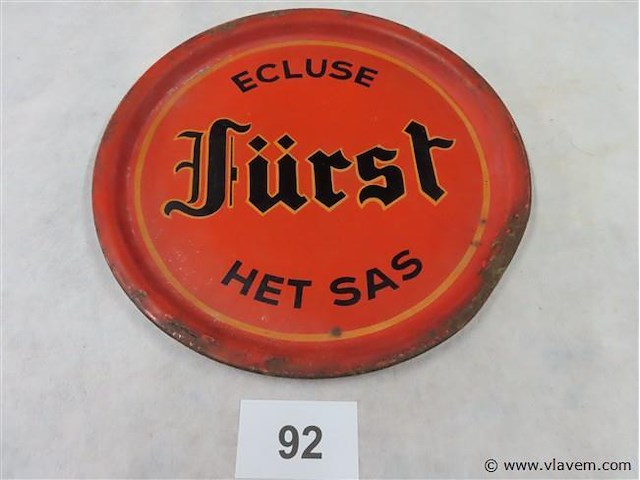 ECLUSE
Fürst
HET SAS
92
© www.vlavem.com